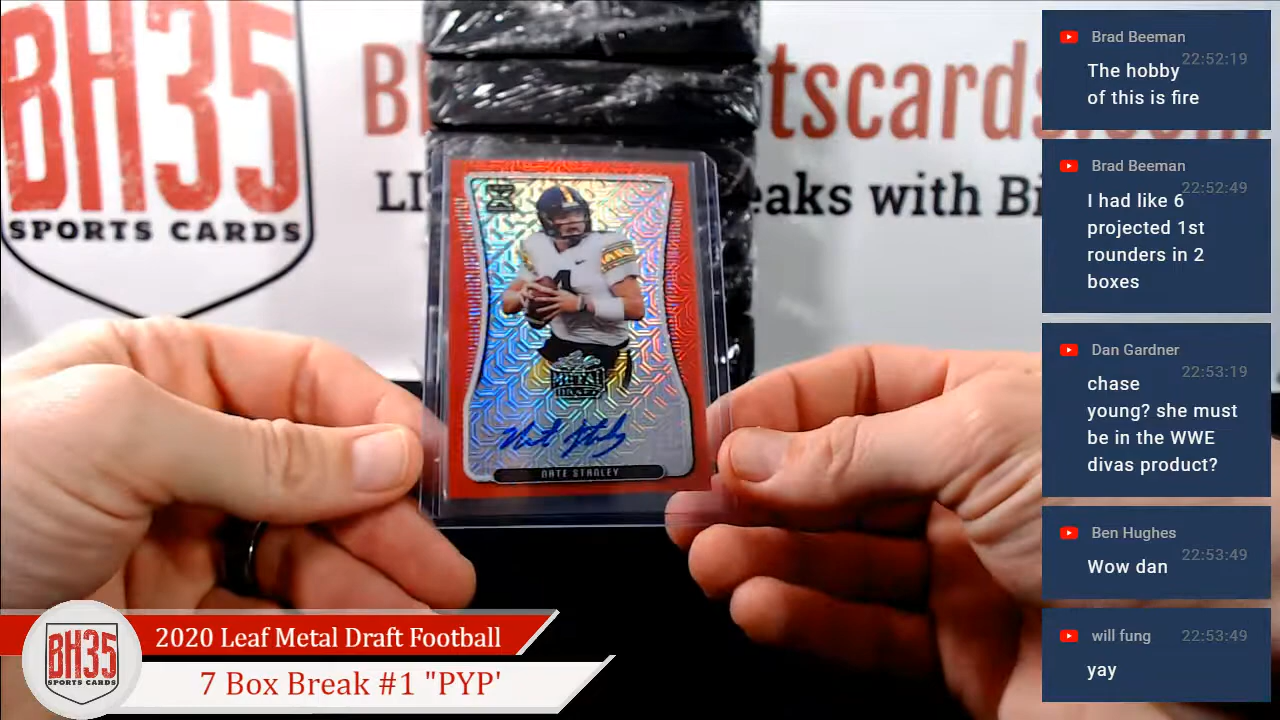 BH35
SPORTS CARDS
tscards.com
LI
eaks with Bi
4
METAL
DRAFT
NATE STANLEY
BH35
SPORTS CARDS
2020 Leaf Metal Draft Football
7 Box Break #1 "PYP'
Brad Beeman
22:52:19
The hobby
of this is fire
Brad Beeman
22:52:49
I had like 6
projected 1st
rounders in 2
boxes
Dan Gardner
22:53:19
chase
young? she must
be in the WWE
divas product?
Ben Hughes
22:53:49
Wow dan
will fung
22:53:49
yay